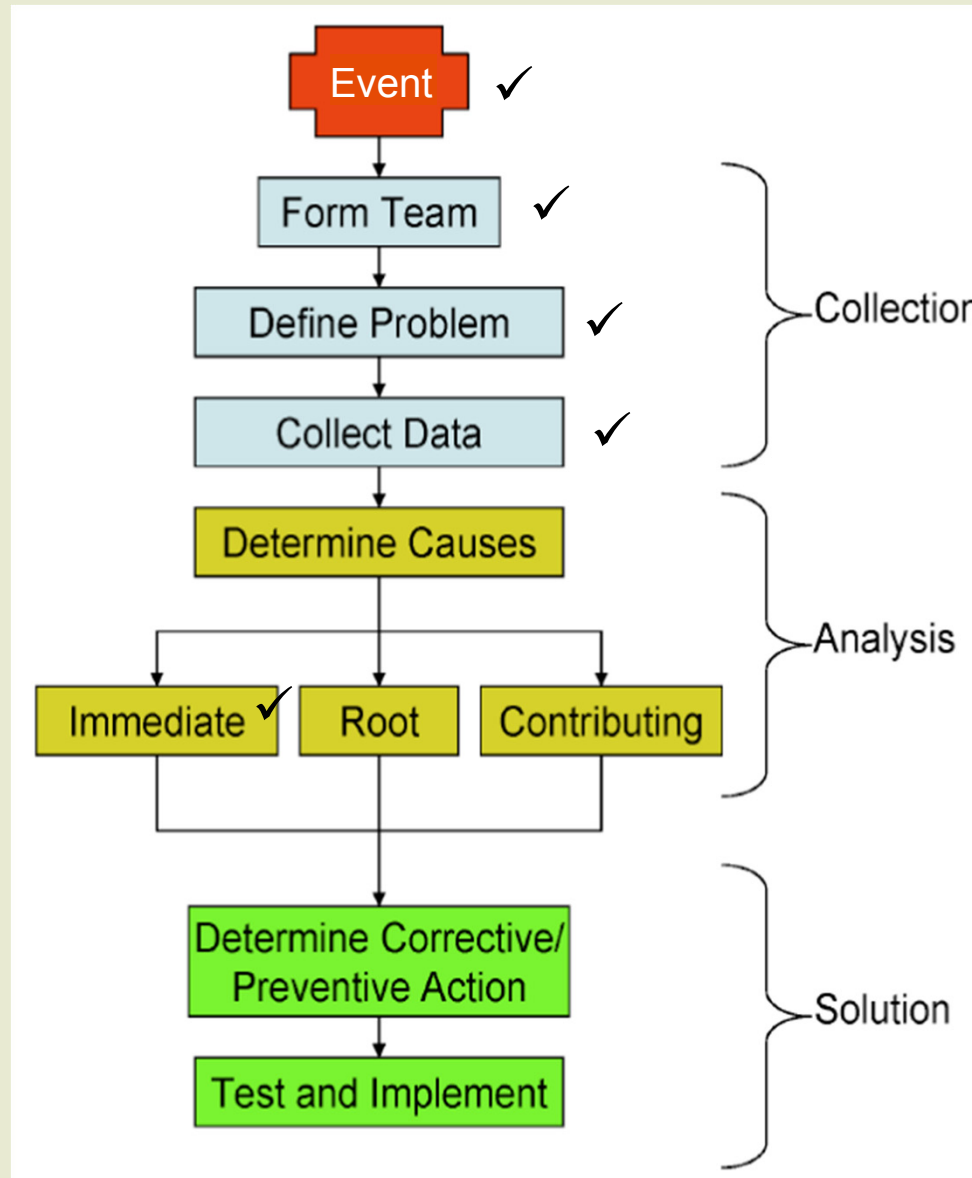 Event ✓
Form Team ✓
Define Problem ✓
Collect Data ✓
Collection
Determine Causes
Immediate ✓
Root
Contributing
Analysis
Determine Corrective/
Preventive Action
Test and Implement
Solution